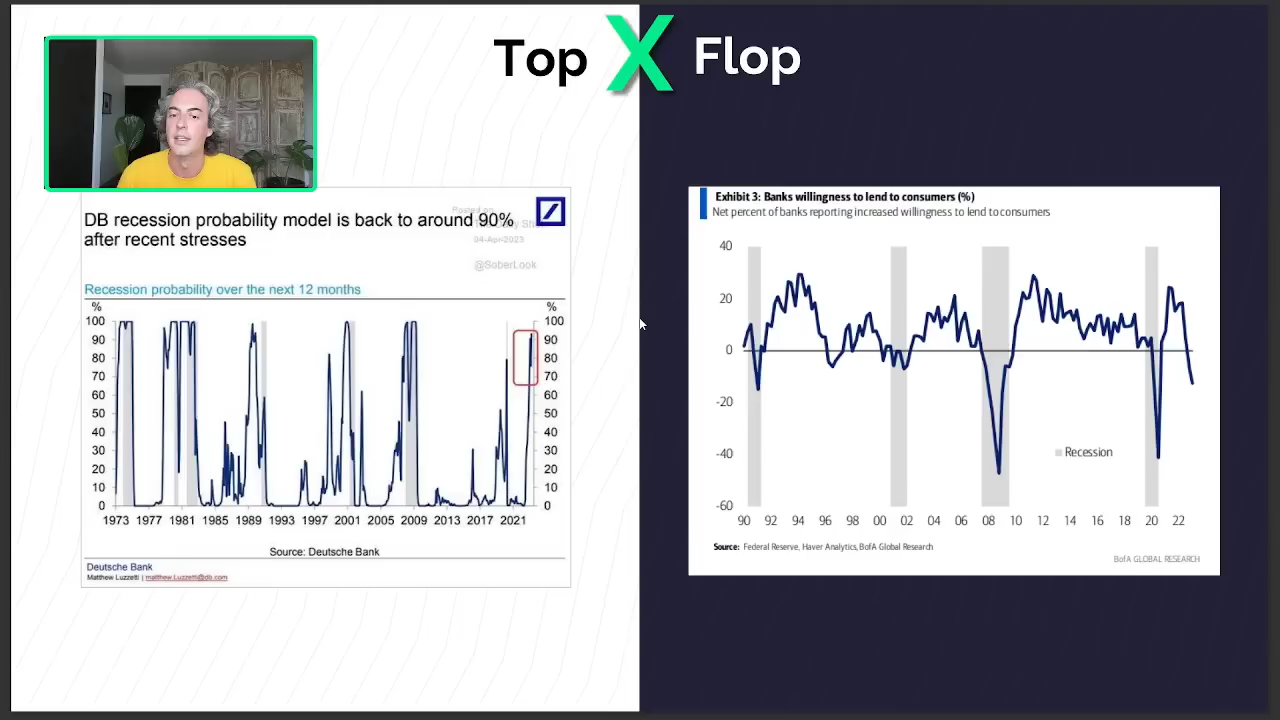 Top X Flop
DB recession probability model is back to around 90%
after recent stresses
Posted on
04-Apr-2023
@SoberLook
Recession probability over the next 12 months
% %
100 100
90 90
80 80
70 70
60 60
50 50
40 40
30 30
20 20
10 10
0 0
1973 1977 1981 1985 1989 1993 1997 2001 2005 2009 2013 2017 2021
Source: Deutsche Bank
Deutsche Bank
Matthew Luzzetti | matthew.Luzzetti@db.com
Exhibit 3: Banks willingness to lend to consumers (%)
Net percent of banks reporting increased willingness to lend to consumers
40
20
0
-20
-40
-60
Recession
90 92 94 96 98 00 02 04 06 08 10 12 14 16 18 20 22
Source: Federal Reserve, Haver Analytics, BofA Global Research
BofA GLOBAL RESEARCH